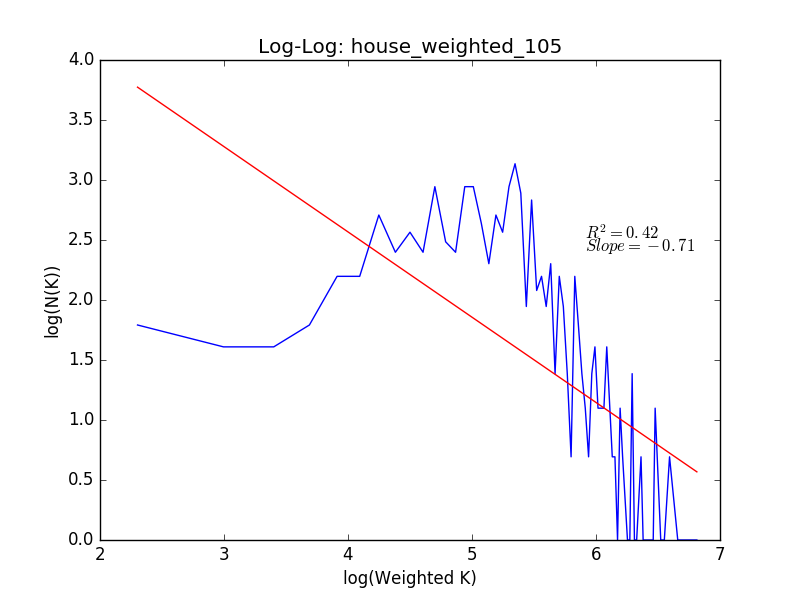 Log-Log: house_weighted_105
4.0
3.5
3.0
2.5
2.0
1.5
1.0
0.5
0.0
log(N(K))
R² = 0.42
Slope = −0.71
2 3 4 5 6 7
log(Weighted K)